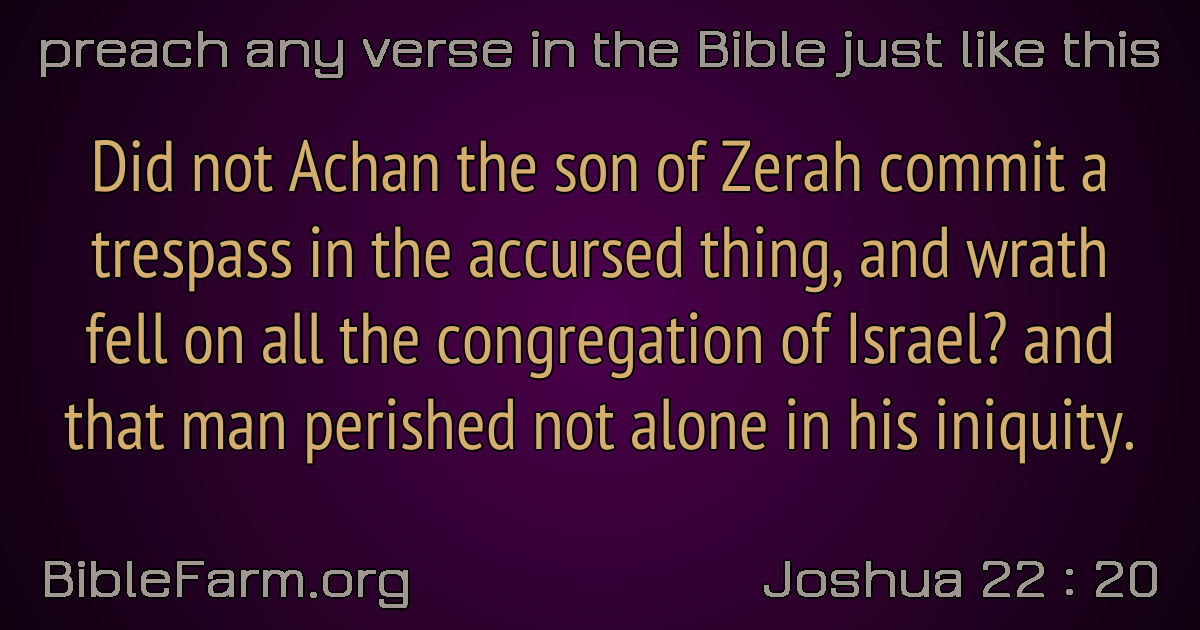 preach any verse in the Bible just like this
Did not Achan the son of Zerah commit a
trespass in the accursed thing, and wrath
fell on all the congregation of Israel? and
that man perished not alone in his iniquity.
BibleFarm.org
Joshua 22 : 20